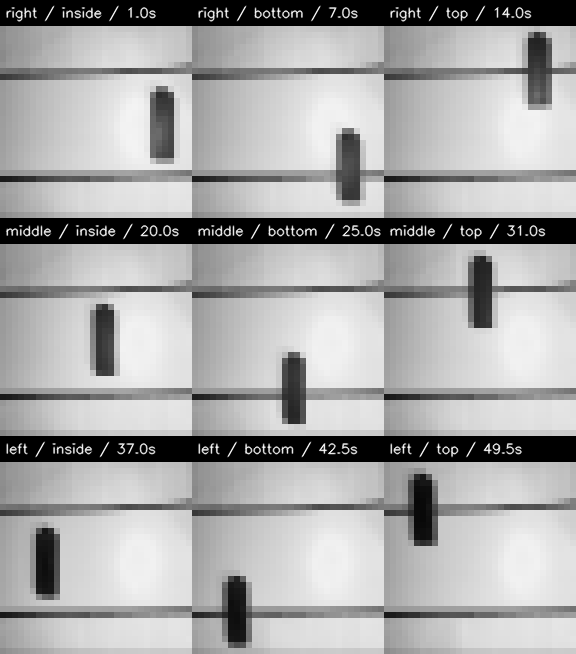 right / inside / 1.0s
right / bottom / 7.0s
right / top / 14.0s
middle / inside / 20.0s
middle / bottom / 25.0s
middle / top / 31.0s
left / inside / 37.0s
left / bottom / 42.5s
left / top / 49.5s